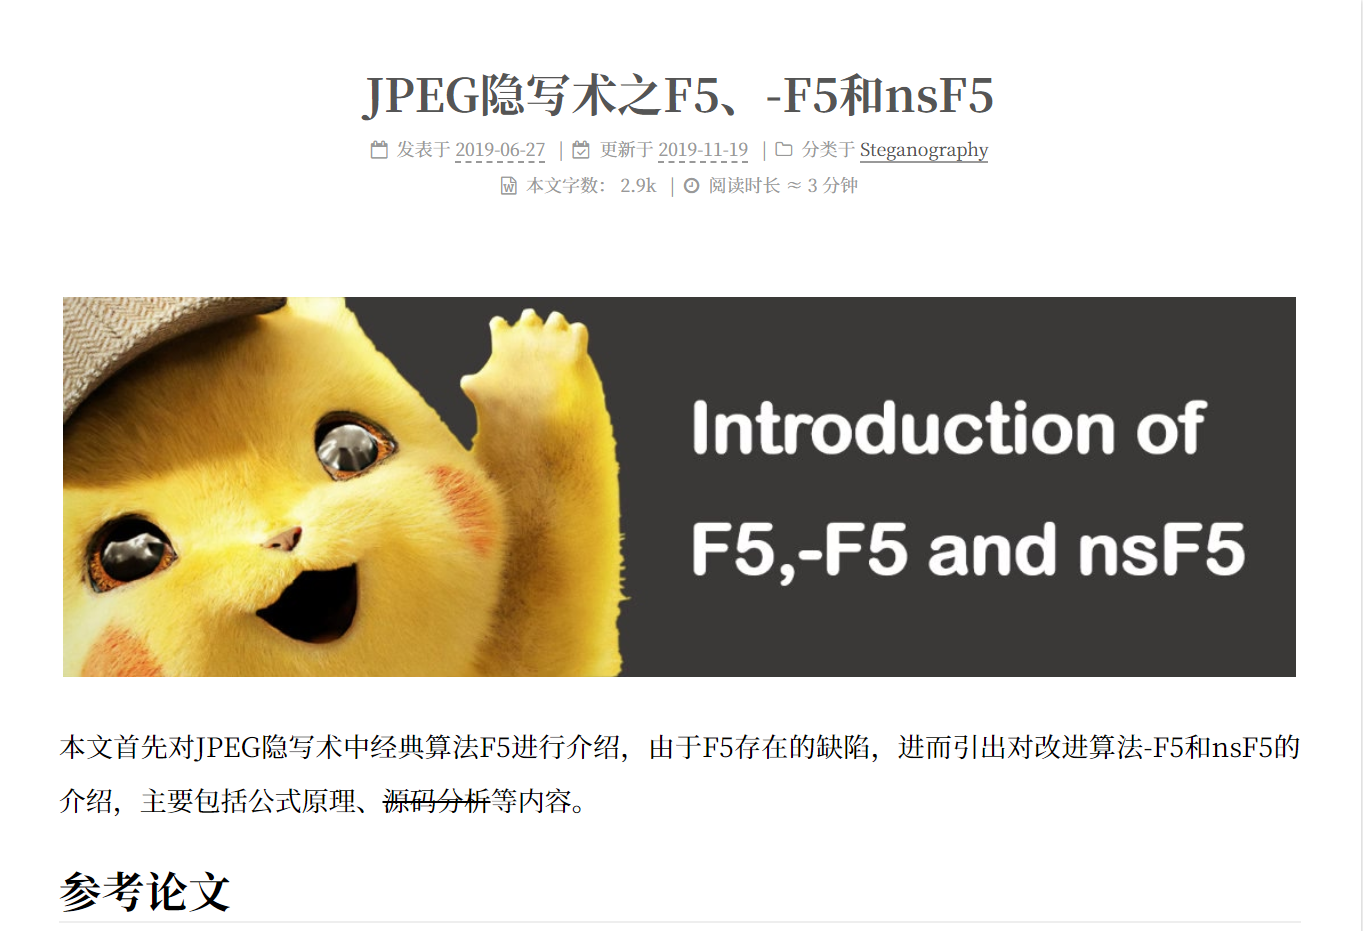 JPEG隐写术之F5、-F5和nsF5
发表于 2019-06-27 | 更新于 2019-11-19 | 分类于 Steganography
本文字数： 2.9k | 阅读时长 ≈ 3 分钟
Introduction of
F5,-F5 and nsF5
本文首先对JPEG隐写术中经典算法F5进行介绍，由于F5存在的缺陷，进而引出对改进算法-F5和nsF5的
介绍，主要包括公式原理、源码分析等内容。
参考论文